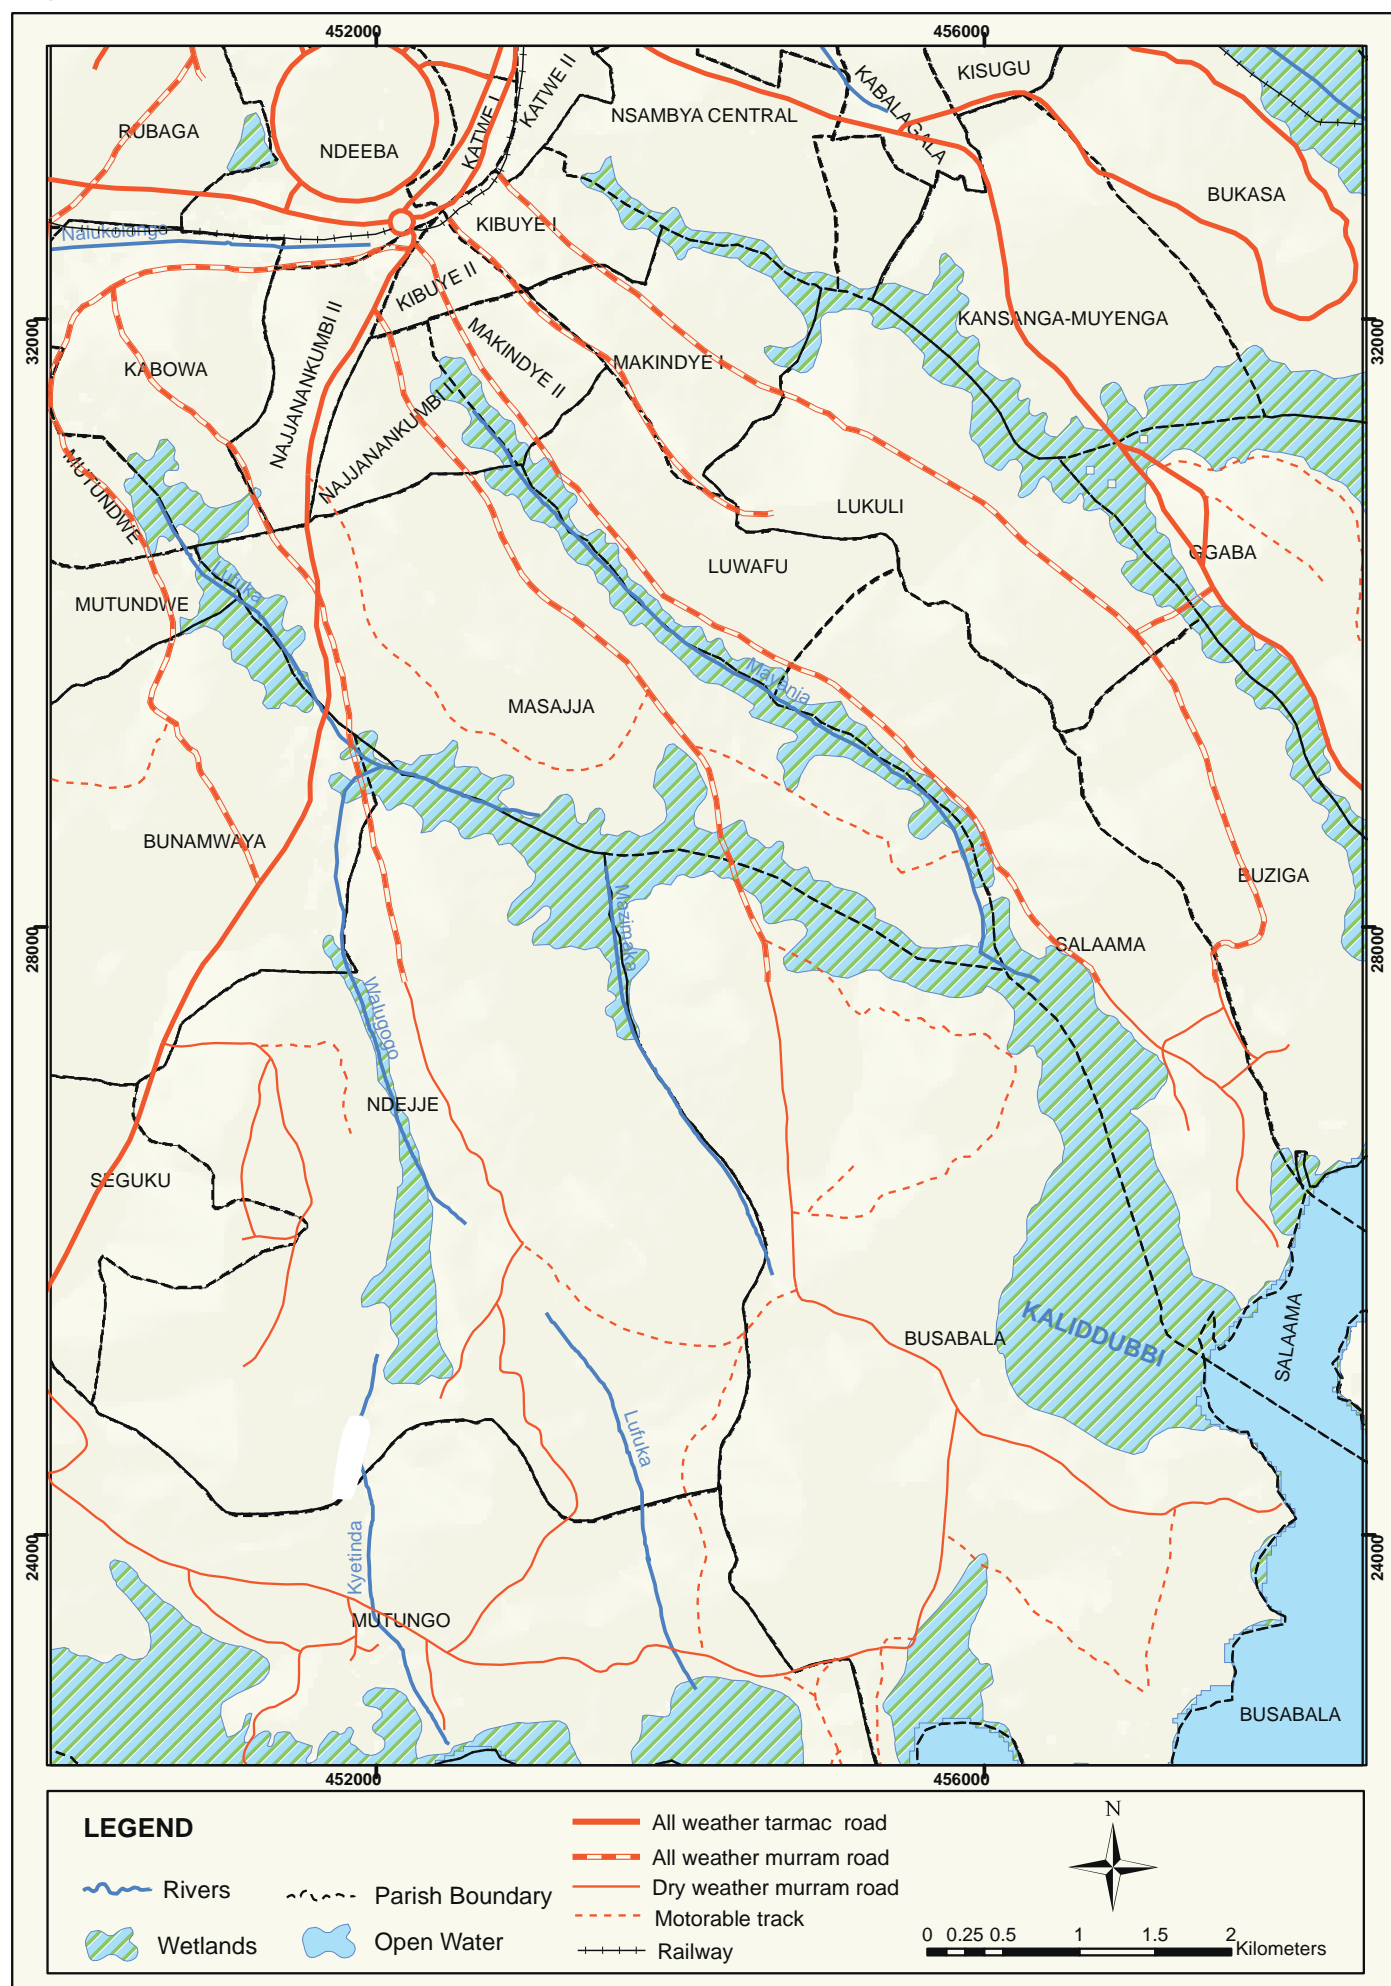 452000
456000
KATWE II
KISUGU
KABALAGALA
KATWE I
NSAMBYA CENTRAL
RUBAGA
NDEEBA
BUKASA
KIBUYE I
Nalukolongo
KIBUYE II
32000
32000
KANSANGA-MUYENGA
NAJJANANKUMBI II
MAKINDYE II
MAKINDYE I
KABOWA
NAJJANANKUMBI I
MUTUNDWE
LUKULI
GGABA
LUWAFU
Lufuka
MUTUNDWE
Mayanja
MASAJJA
BUNAMWAYA
BUZIGA
Nazimaka
SALAAMA
28000
28000
Walugogo
NDEJJE
SEGUKU
KALIDDUBBI
BUSABALA
SALAAMA
Lufuka
24000
24000
Kyetinda
MUTUNGO
BUSABALA
452000
456000
LEGEND
Rivers
Parish Boundary
Wetlands
Open Water
All weather tarmac road
All weather murram road
Dry weather murram road
Motorable track
Railway
N
0 0.25 0.5 1 1.5 2
Kilometers